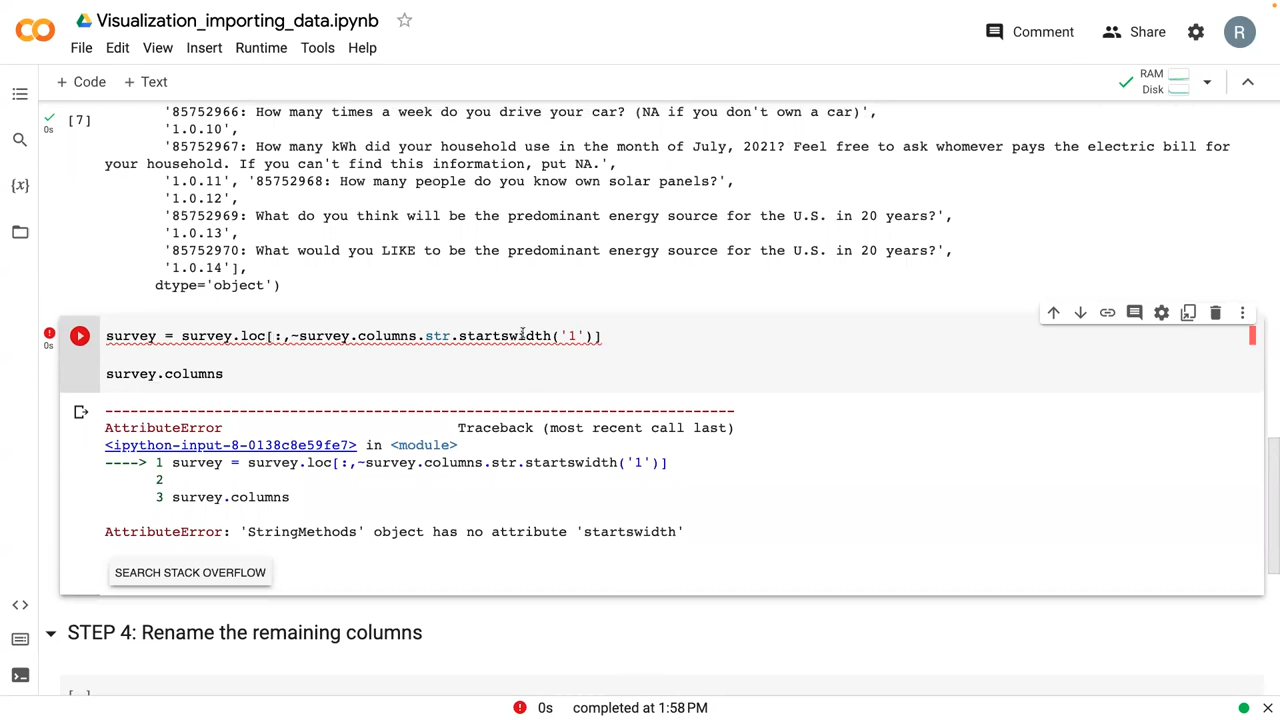 Visualization_importing_data.ipynb
Comment
Share
R
File Edit View Insert Runtime Tools Help
+ Code + Text
RAM
Disk
0s
[7]
'85752966: How many times a week do you drive your car? (NA if you don't own a car)',
'1.0.10',
'85752967: How many kWh did your household use in the month of July, 2021? Feel free to ask whomever pays the electric bill for
your household. If you can't find this information, put NA.',
'1.0.11', '85752968: How many people do you know own solar panels?',
'1.0.12',
'85752969: What do you think will be the predominant energy source for the U.S. in 20 years?',
'1.0.13',
'85752970: What would you LIKE to be the predominant energy source for the U.S. in 20 years?',
'1.0.14'],
dtype='object')
0s
survey = survey.loc[:,~survey.columns.str.startswidth('1')]
survey.columns
---------------------------------------------------------------------------
AttributeError Traceback (most recent call last)
<ipython-input-8-0138c8e59fe7> in <module>
----> 1 survey = survey.loc[:,~survey.columns.str.startswidth('1')]
2
3 survey.columns
AttributeError: 'StringMethods' object has no attribute 'startswidth'
SEARCH STACK OVERFLOW
STEP 4: Rename the remaining columns
[ ]
0s completed at 1:58 PM